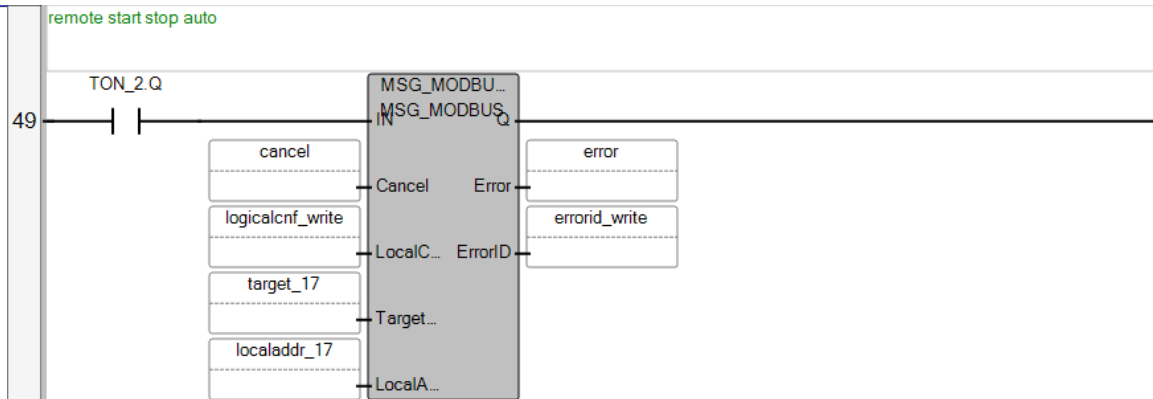 remote start stop auto
TON_2.Q
MSG_MODBU...
MSG_MODBUS
49
IN
Q
cancel
error
Cancel
Error
logicalcnf_write
errorid_write
LocalC...
ErrorID
target_17
Target...
localaddr_17
LocalA...